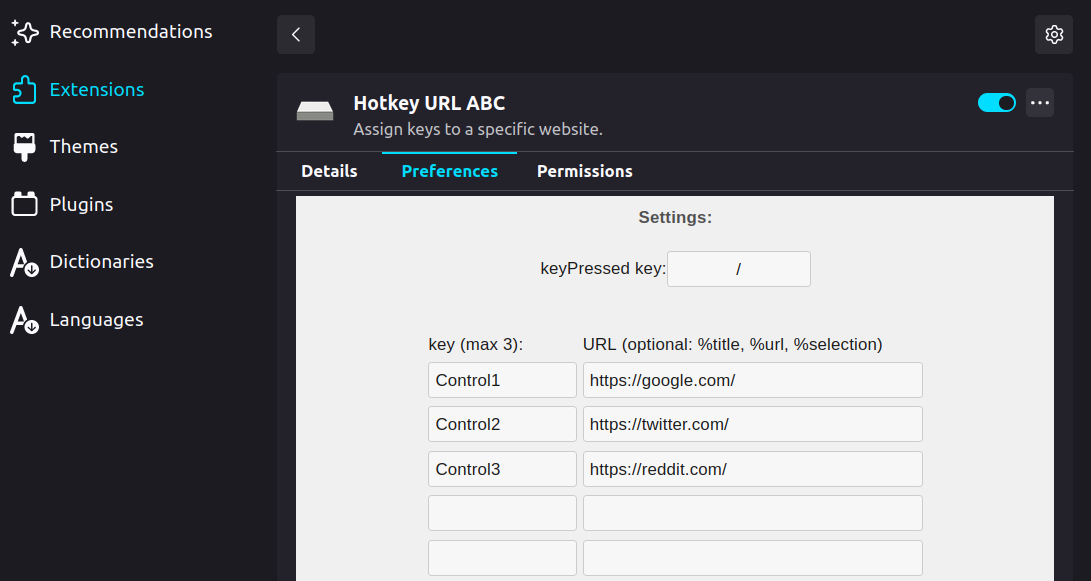 Recommendations
Extensions
Themes
Plugins
Dictionaries
Languages
Hotkey URL ABC
Assign keys to a specific website.
Details Preferences Permissions
Settings:
keyPressed key: /
key (max 3): URL (optional: %title, %url, %selection)
Control1 https://google.com/
Control2 https://twitter.com/
Control3 https://reddit.com/